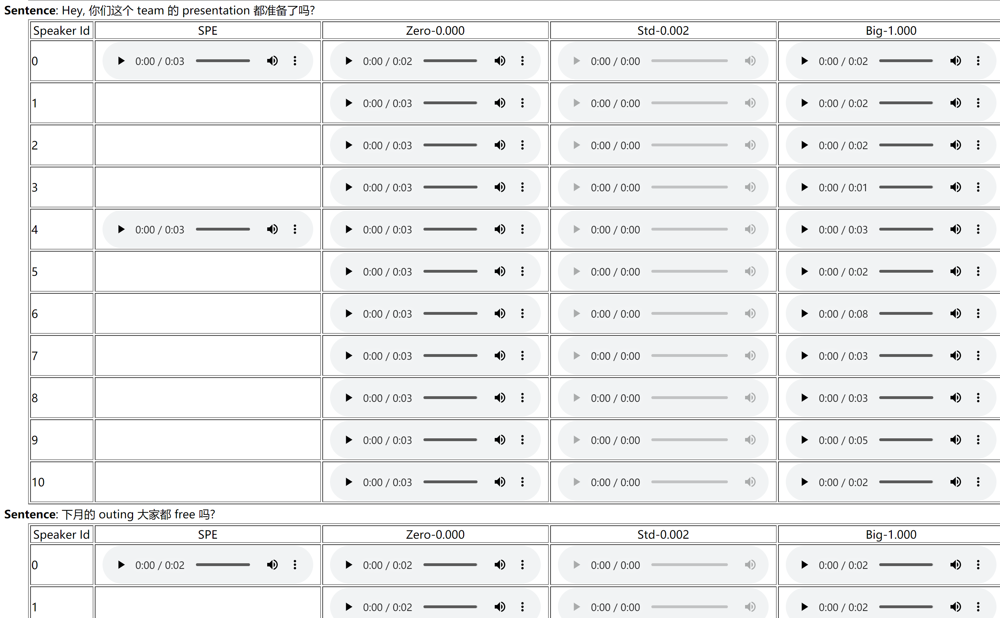 Sentence: Hey, 你们这个 team 的 presentation 都准备了吗?
Speaker Id SPE Zero-0.000 Std-0.002 Big-1.000
0 0:00 / 0:03 0:00 / 0:02 0:00 / 0:00 0:00 / 0:02
1 0:00 / 0:03 0:00 / 0:00 0:00 / 0:02
2 0:00 / 0:03 0:00 / 0:00 0:00 / 0:02
3 0:00 / 0:03 0:00 / 0:00 0:00 / 0:01
4 0:00 / 0:03 0:00 / 0:03 0:00 / 0:00 0:00 / 0:03
5 0:00 / 0:03 0:00 / 0:00 0:00 / 0:02
6 0:00 / 0:03 0:00 / 0:00 0:00 / 0:08
7 0:00 / 0:03 0:00 / 0:00 0:00 / 0:03
8 0:00 / 0:03 0:00 / 0:00 0:00 / 0:03
9 0:00 / 0:03 0:00 / 0:00 0:00 / 0:05
10 0:00 / 0:03 0:00 / 0:00 0:00 / 0:02
Sentence: 下月的 outing 大家都 free 吗?
Speaker Id SPE Zero-0.000 Std-0.002 Big-1.000
0 0:00 / 0:02 0:00 / 0:02 0:00 / 0:00 0:00 / 0:02
1 0:00 / 0:02 0:00 / 0:00 0:00 / 0:02